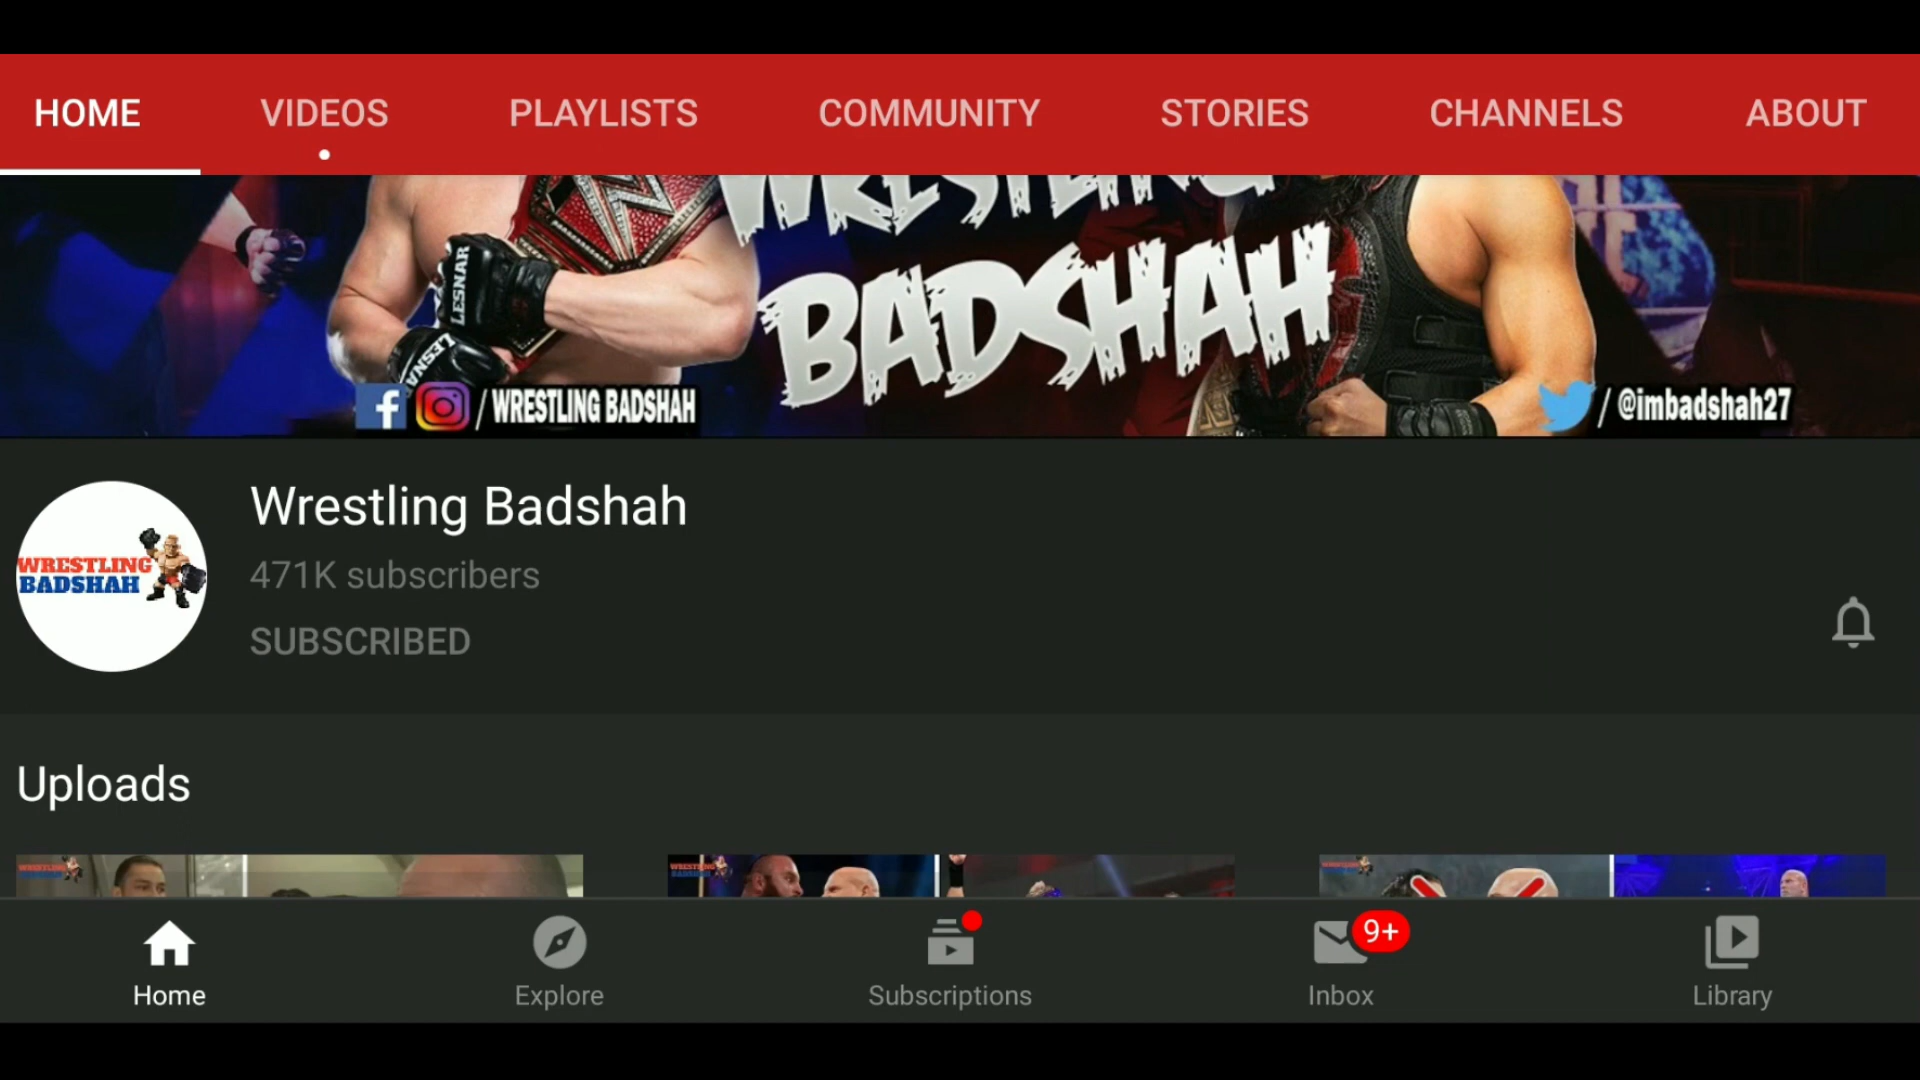 HOME VIDEOS PLAYLISTS COMMUNITY STORIES CHANNELS ABOUT
WRESTLING
BADSHAH
LESNAR
/ WRESTLING BADSHAH
/ @imbadshah27
Wrestling Badshah
471K subscribers
SUBSCRIBED
WRESTLING
BADSHAH
Uploads
9+
Home Explore Subscriptions Inbox Library